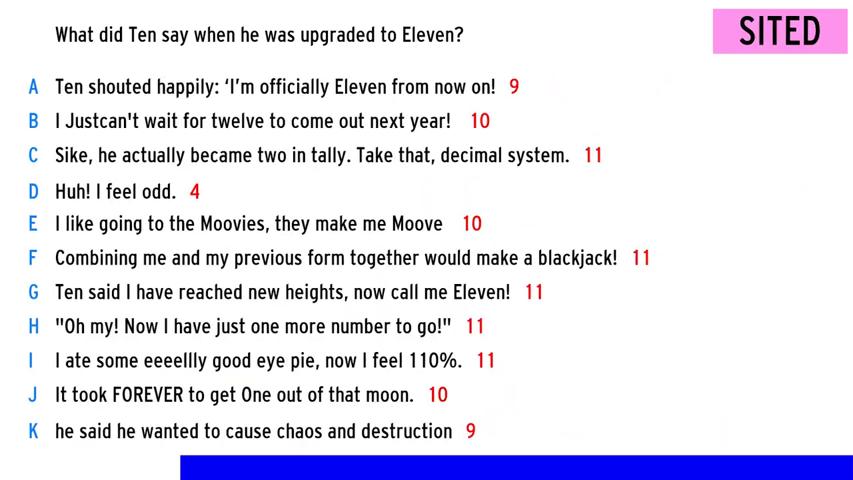 What did Ten say when he was upgraded to Eleven?
SITED
A Ten shouted happily: ‘I’m officially Eleven from now on! 9
B I Justcan't wait for twelve to come out next year! 10
C Sike, he actually became two in tally. Take that, decimal system. 11
D Huh! I feel odd. 4
E I like going to the Moovies, they make me Moove 10
F Combining me and my previous form together would make a blackjack! 11
G Ten said I have reached new heights, now call me Eleven! 11
H "Oh my! Now I have just one more number to go!" 11
I I ate some eeeellly good eye pie, now I feel 110%. 11
J It took FOREVER to get One out of that moon. 10
K he said he wanted to cause chaos and destruction 9